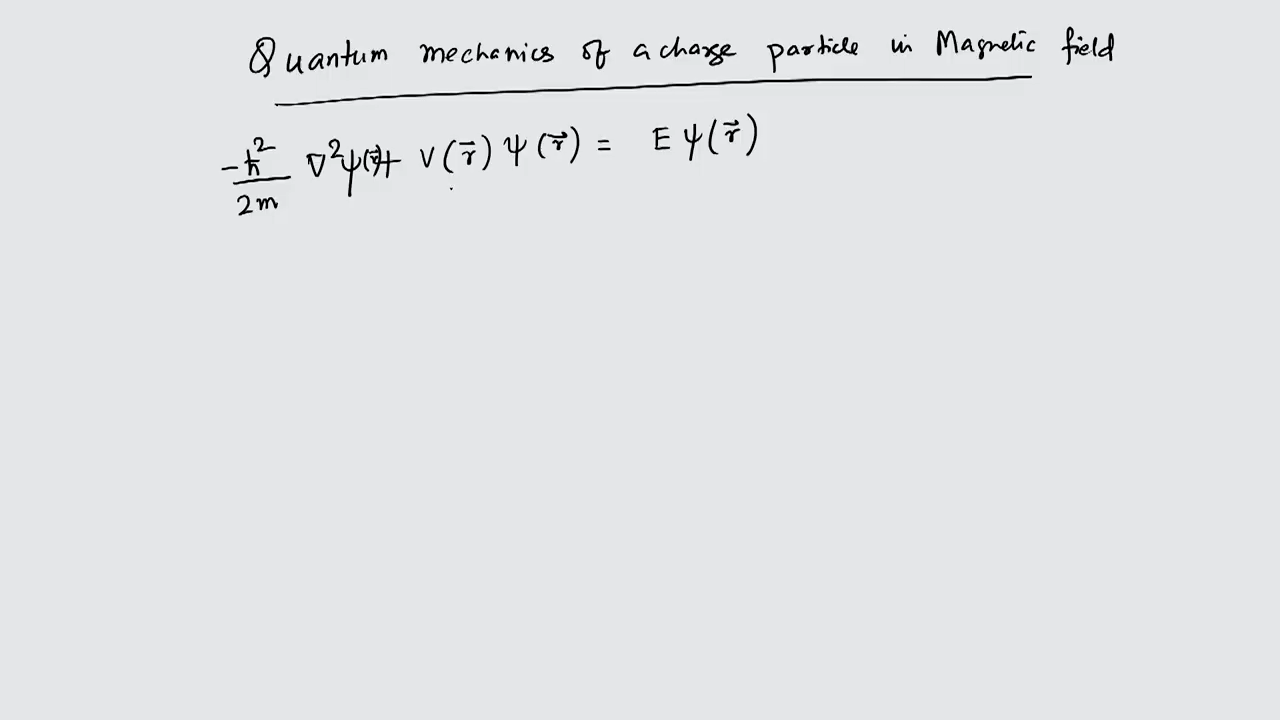 Quantum mechanics of a charge particle in Magnetic field
-ħ²/2m ∇²ψ(r⃗) + V(r⃗) ψ(r⃗) = E ψ(r⃗)